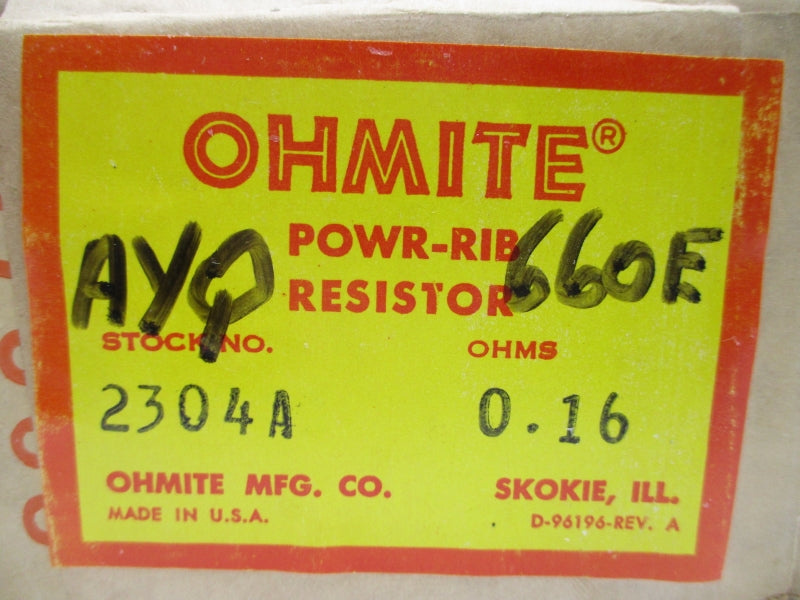 OHMITE®
POWR-RIB
RESISTOR
AYQ 660E
STOCK NO. OHMS
2304A 0.16
OHMITE MFG. CO. SKOKIE, ILL.
MADE IN U.S.A. D-96196-REV. A